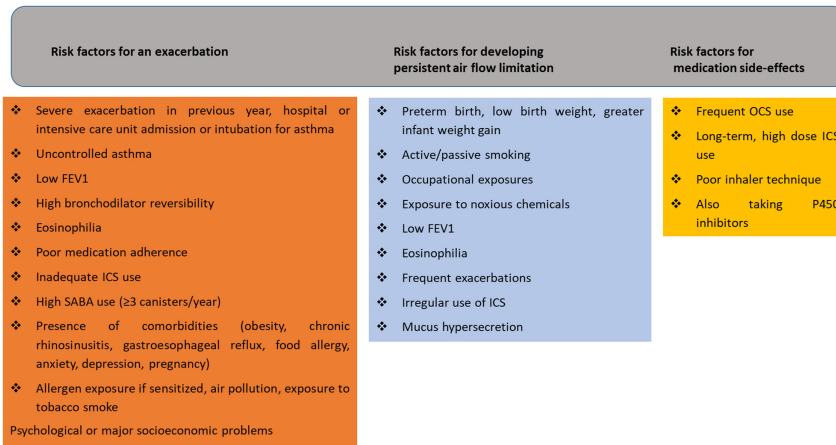 Risk factors for an exacerbation
Risk factors for developing
persistent air flow limitation
Risk factors for
medication side-effects
❖ Severe exacerbation in previous year, hospital or
intensive care unit admission or intubation for asthma
❖ Uncontrolled asthma
❖ Low FEV1
❖ High bronchodilator reversibility
❖ Eosinophilia
❖ Poor medication adherence
❖ Inadequate ICS use
❖ High SABA use (≥3 canisters/year)
❖ Presence of comorbidities (obesity, chronic
rhinosinusitis, gastroesophageal reflux, food allergy,
anxiety, depression, pregnancy)
❖ Allergen exposure if sensitized, air pollution, exposure to
tobacco smoke
Psychological or major socioeconomic problems
❖ Preterm birth, low birth weight, greater
infant weight gain
❖ Active/passive smoking
❖ Occupational exposures
❖ Exposure to noxious chemicals
❖ Low FEV1
❖ Eosinophilia
❖ Frequent exacerbations
❖ Irregular use of ICS
❖ Mucus hypersecretion
❖ Frequent OCS use
❖ Long-term, high dose ICS
use
❖ Poor inhaler technique
❖ Also taking P450
inhibitors